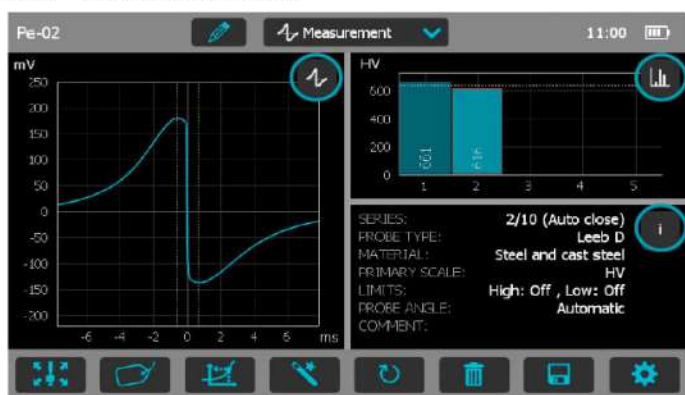 Pe-02
Measurement
11:00
mV
250
200
150
100
50
0
-50
-100
-150
-200
-6 -4 -2 0 2 4 6 ms
HV
600
400
200
0
661 616
1 2 3 4 5
SERIES: 2/10 (Auto close)
PROBE TYPE: Leeb D
MATERIAL: Steel and cast steel
PRIMARY SCALE: HV
LIMITS: High: Off , Low: Off
PROBE ANGLE: Automatic
COMMENT:
i